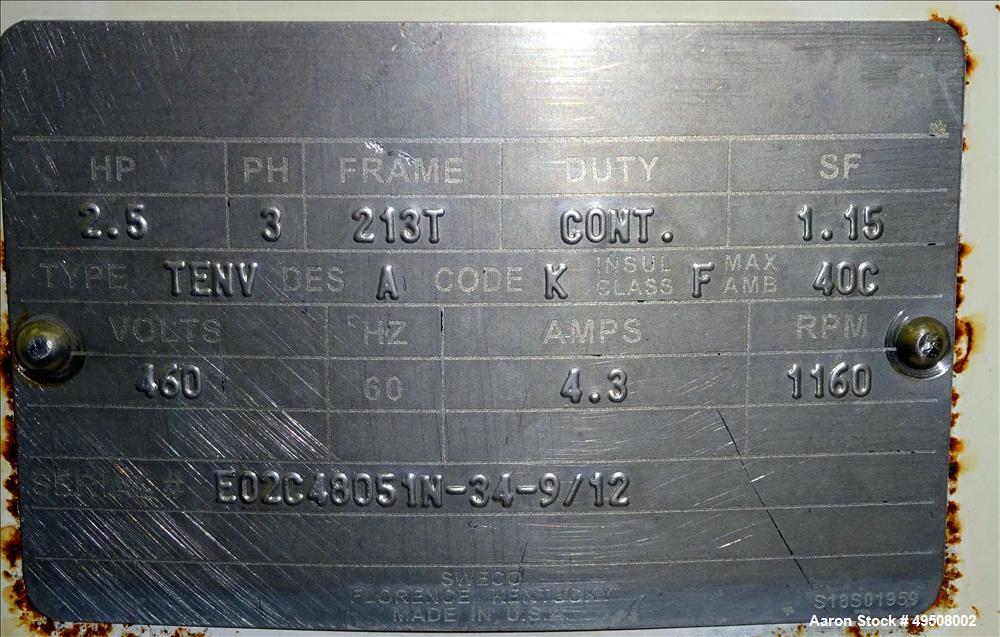 HP PH FRAME DUTY SF
2.5 3 213T CONT. 1.15
TYPE TENV DES A CODE K INSUL CLASS F MAX AMB 40C
VOLTS HZ AMPS RPM
460 60 4.3 1160
SERIAL # E02C48051N-34-9/12
SWECO
FLORENCE, KENTUCKY
MADE IN U.S.A.
S18S01959
Aaron Stock # 49508002